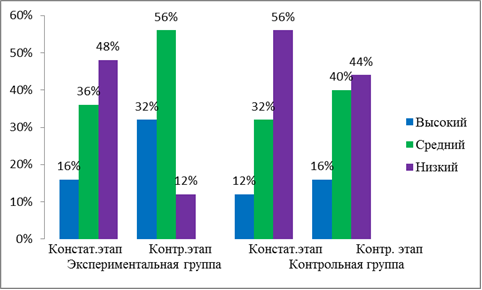 60%
50%
40%
30%
20%
10%
0%
16%
36%
48%
32%
56%
12%
12%
32%
56%
16%
40%
44%
Констат.этап
Контр.этап
Констат.этап
Контр. этап
Экспериментальная группа
Контрольная группа
Высокий
Средний
Низкий